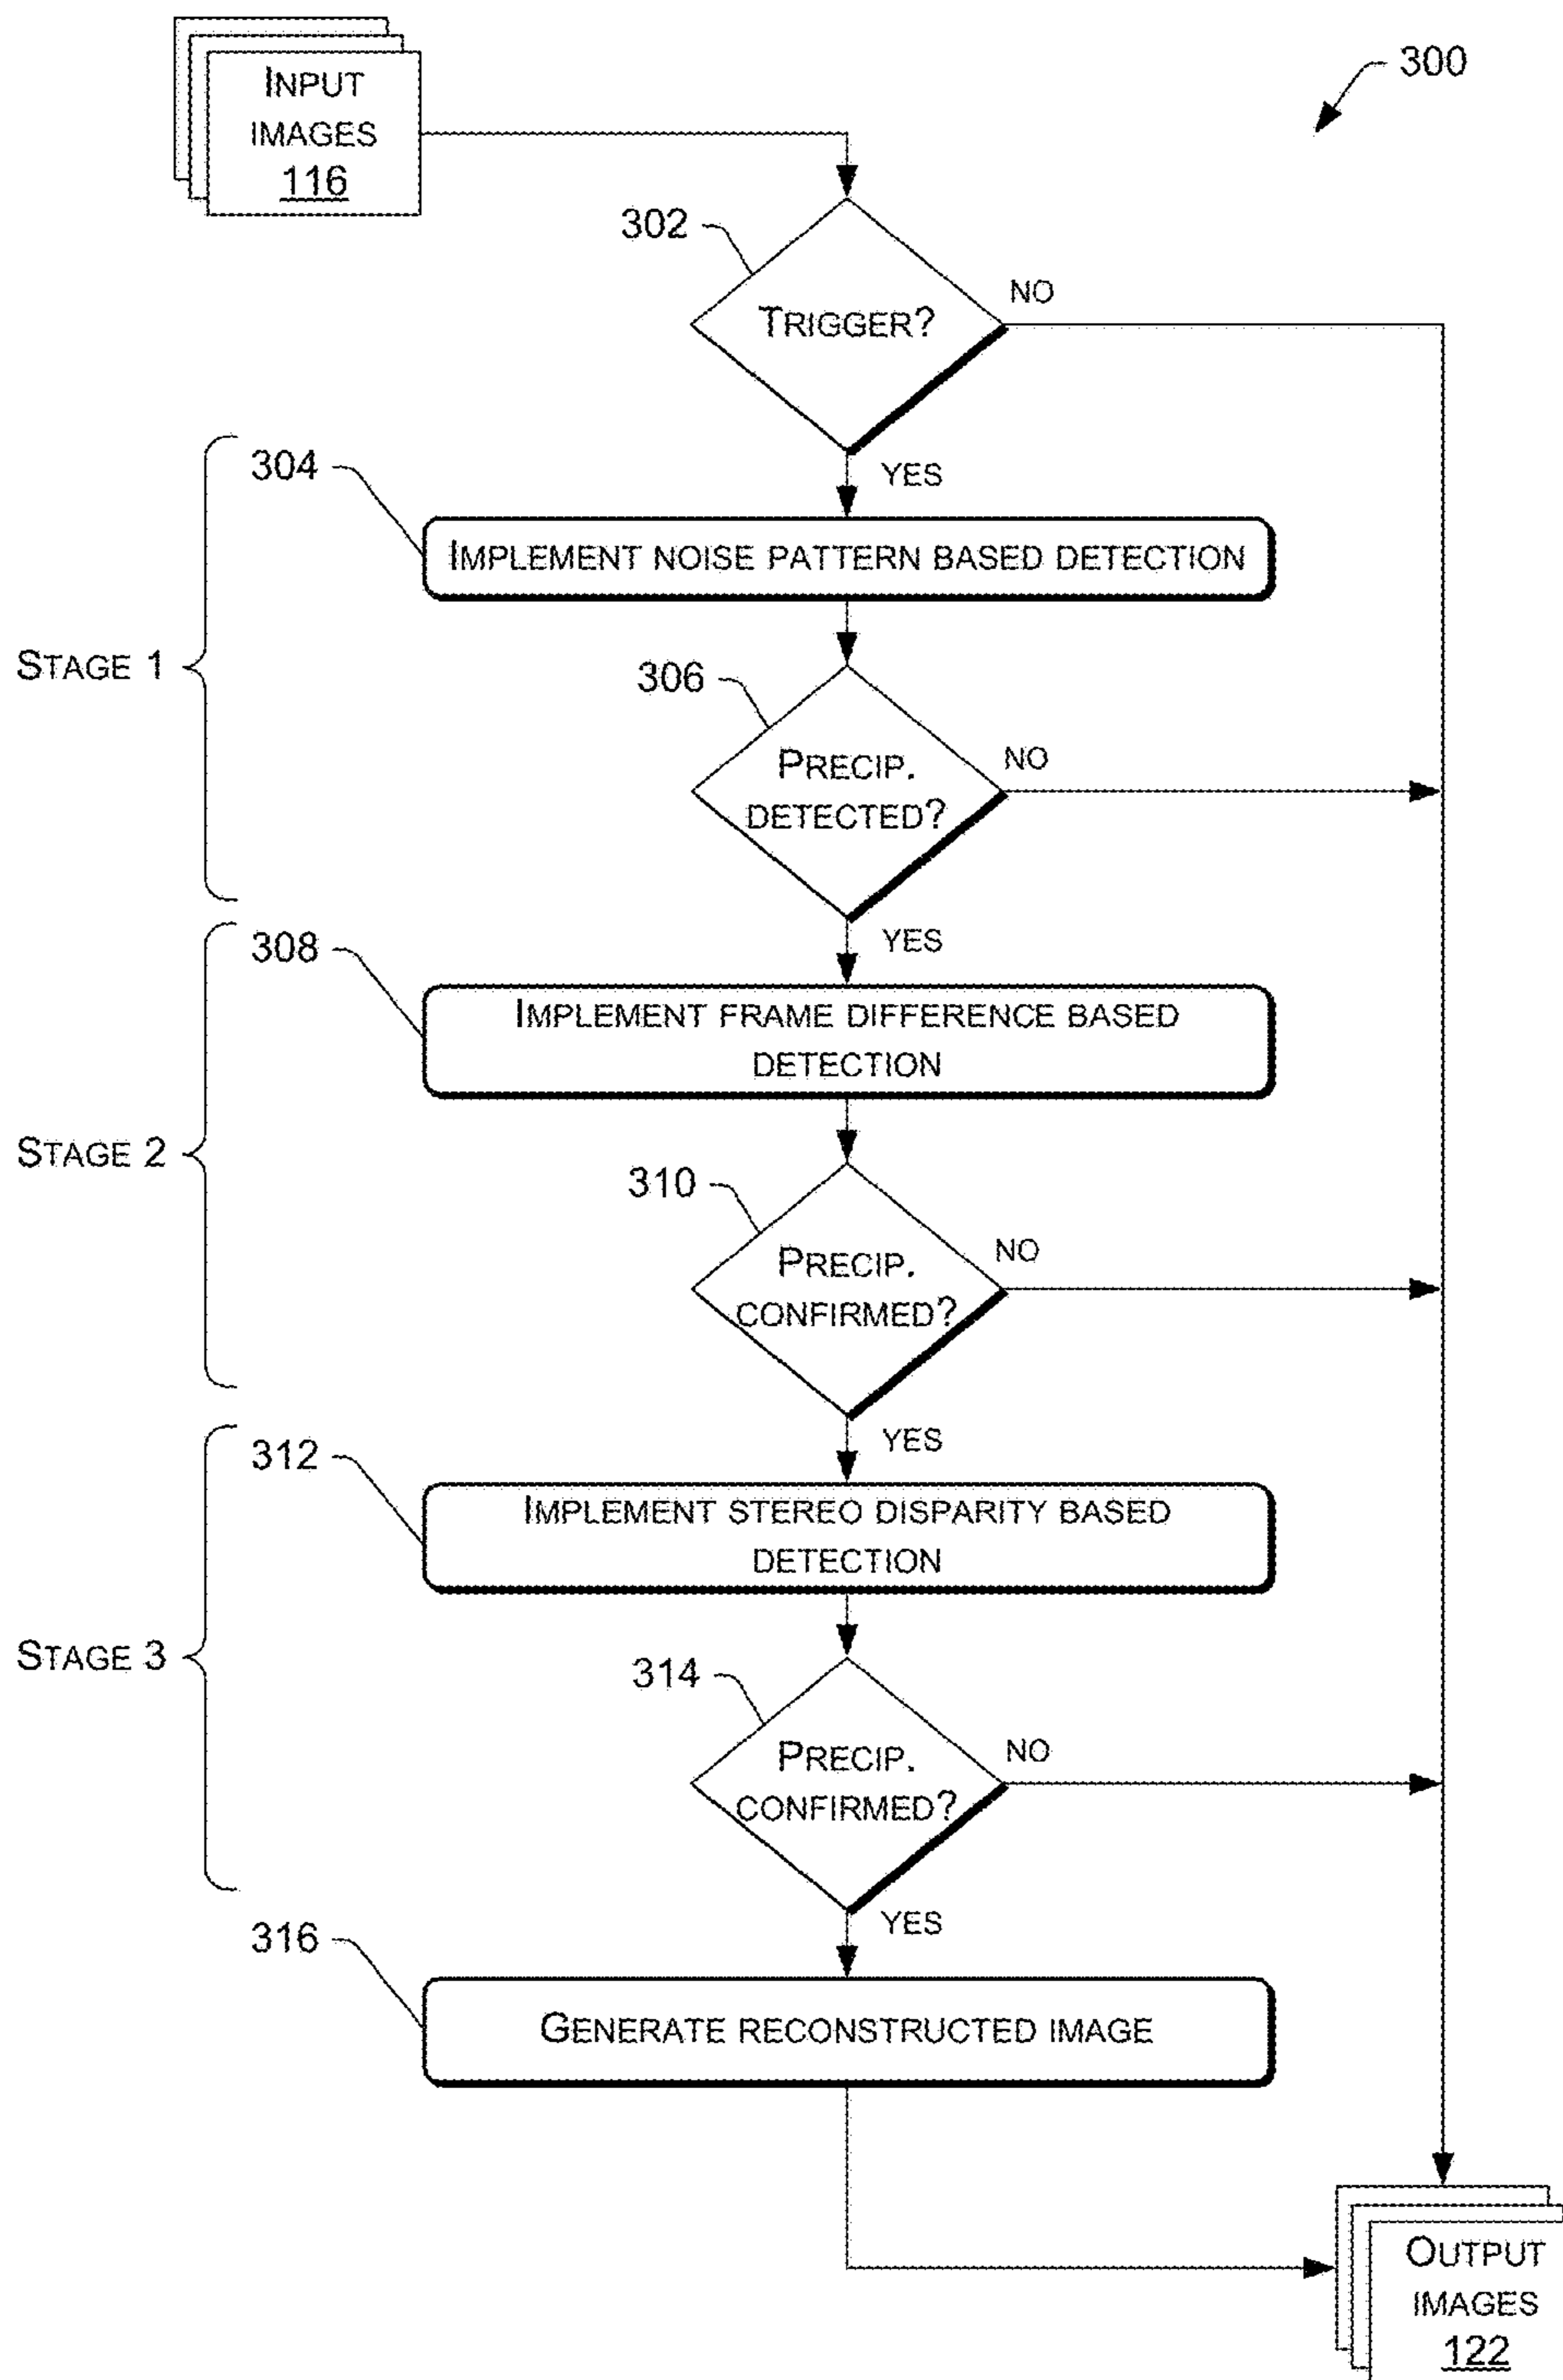 INPUT
IMAGES
116
300
302
TRIGGER?
NO
YES
304
IMPLEMENT NOISE PATTERN BASED DETECTION
STAGE 1
306
PRECIP.
DETECTED?
NO
YES
308
IMPLEMENT FRAME DIFFERENCE BASED
DETECTION
STAGE 2
310
PRECIP.
CONFIRMED?
NO
YES
312
IMPLEMENT STEREO DISPARITY BASED
DETECTION
STAGE 3
314
PRECIP.
CONFIRMED?
NO
YES
316
GENERATE RECONSTRUCTED IMAGE
OUTPUT
IMAGES
122